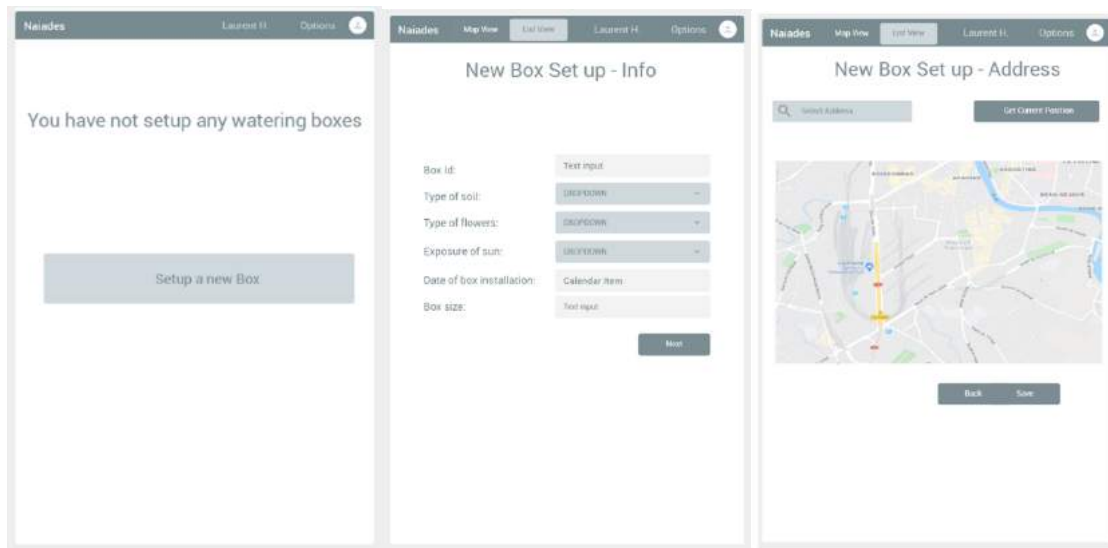 Naiades Laurent H. Options
You have not setup any watering boxes
Setup a new Box
Naiades Map View List View Laurent H. Options
New Box Set up - Info
Box id: Text input
Type of soil: DROPDOWN
Type of flowers: DROPDOWN
Exposure of sun: DROPDOWN
Date of box installation: Calendar Item
Box size: Text input
Next
Naiades Map View List View Laurent H. Options
New Box Set up - Address
Address
Get Current Position
Back Save